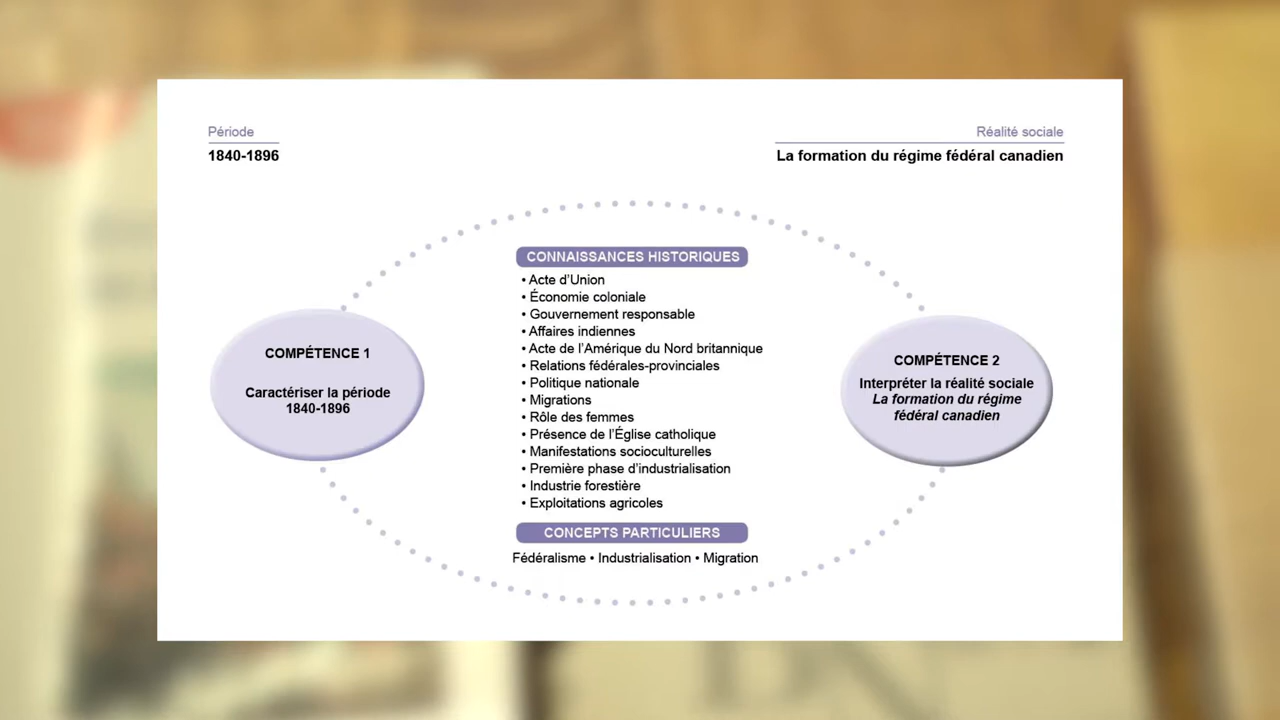 Période
1840-1896
Réalité sociale
La formation du régime fédéral canadien
CONNAISSANCES HISTORIQUES
• Acte d'Union
• Économie coloniale
• Gouvernement responsable
• Affaires indiennes
• Acte de l'Amérique du Nord britannique
• Relations fédérales-provinciales
• Politique nationale
• Migrations
• Rôle des femmes
• Présence de l'Église catholique
• Manifestations socioculturelles
• Première phase d'industrialisation
• Industrie forestière
• Exploitations agricoles
CONCEPTS PARTICULIERS
Fédéralisme • Industrialisation • Migration
COMPÉTENCE 1
Caractériser la période
1840-1896
COMPÉTENCE 2
Interpréter la réalité sociale
La formation du régime
fédéral canadien